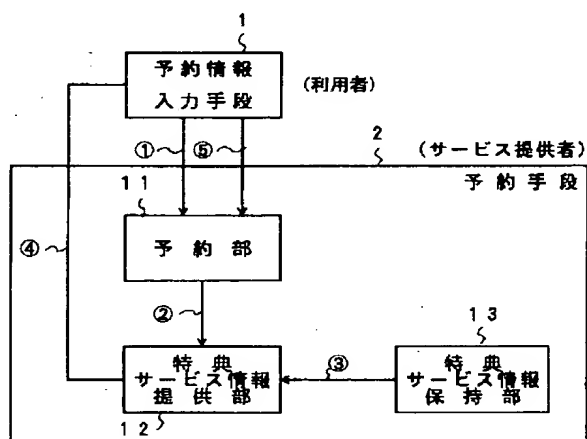 1
予約情報
入力手段
(利用者)
① ⑤
2
(サービス提供者)
予約手段
11
予約部
④
②
13
特典
サービス情報
提供部
③
特典
サービス情報
保持部
12